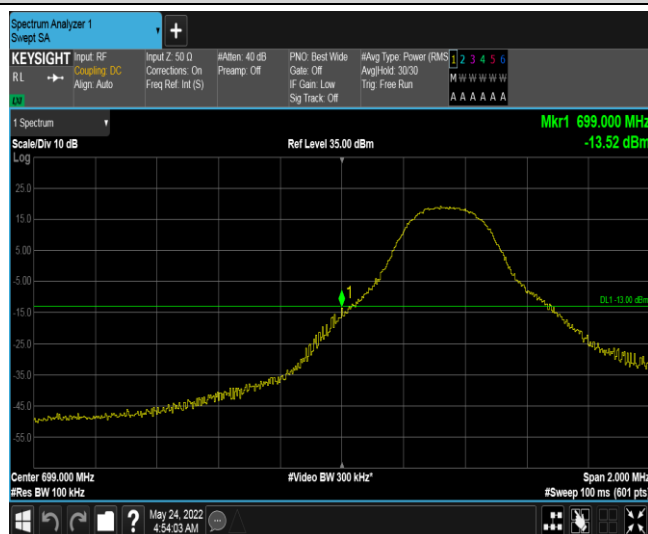 Spectrum Analyzer 1
Swept SA
+
KEYSIGHT
RL
LXI
Input: RF
Coupling: DC
Align: Auto
Input Z: 50 Ω
Corrections: On
Freq Ref: Int (S)
#Atten: 40 dB
Preamp: Off
PNO: Best Wide
Gate: Off
IF Gain: Low
Sig Track: Off
#Avg Type: Power (RMS
Avg|Hold: 30/30
Trig: Free Run
1 2 3 4 5 6
M W W W W W
A A A A A A
1 Spectrum
Mkr1 699.000 MHz
-13.52 dBm
Scale/Div 10 dB
Ref Level 35.00 dBm
Log
25.0
15.0
5.00
-5.00
-15.0
-25.0
-35.0
-45.0
-55.0
1
DL1 -13.00 dBm
Center 699.000 MHz
#Video BW 300 kHz*
Span 2.000 MHz
#Res BW 100 kHz
#Sweep 100 ms (601 pts)
?
May 24, 2022
4:54:03 AM